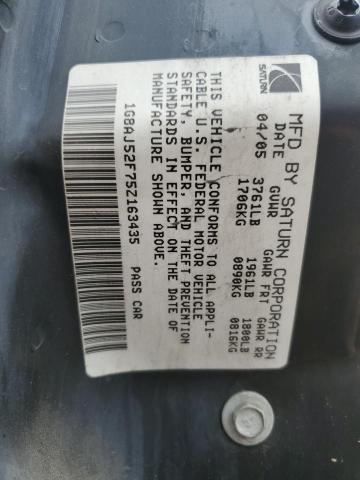 SATURN
MFD BY SATURN CORPORATION
DATE GVWR GAWR FRT GAWR RR
04/05 3761LB 1961LB 1800LB
1706KG 0890KG 0816KG
THIS VEHICLE CONFORMS TO ALL APPLI-
CABLE U.S. FEDERAL MOTOR VEHICLE
SAFETY, BUMPER, AND THEFT PREVENTION
STANDARDS IN EFFECT ON THE DATE OF
MANUFACTURE SHOWN ABOVE.
1G8AJ52F75Z163435 PASS CAR